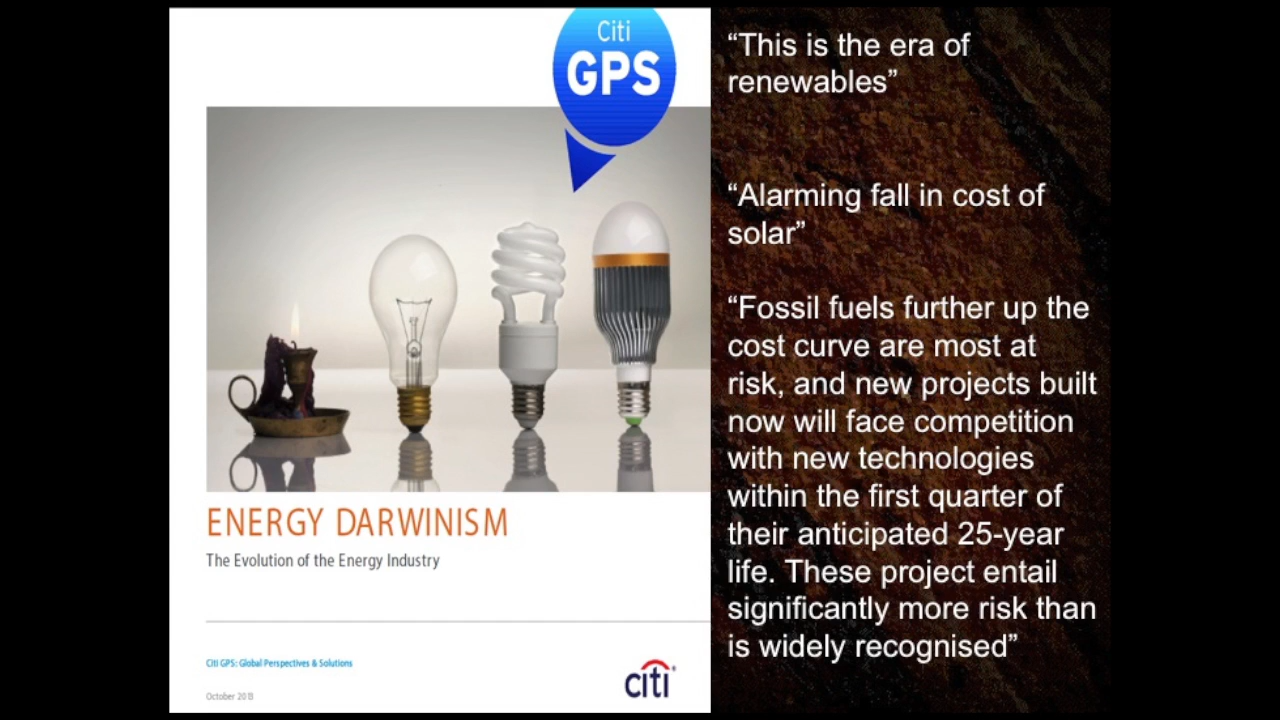 Citi
GPS
ENERGY DARWINISM
The Evolution of the Energy Industry
Citi GPS: Global Perspectives & Solutions
October 2013
citi
“This is the era of
renewables”
“Alarming fall in cost of
solar”
“Fossil fuels further up the
cost curve are most at
risk, and new projects built
now will face competition
with new technologies
within the first quarter of
their anticipated 25-year
life. These project entail
significantly more risk than
is widely recognised”